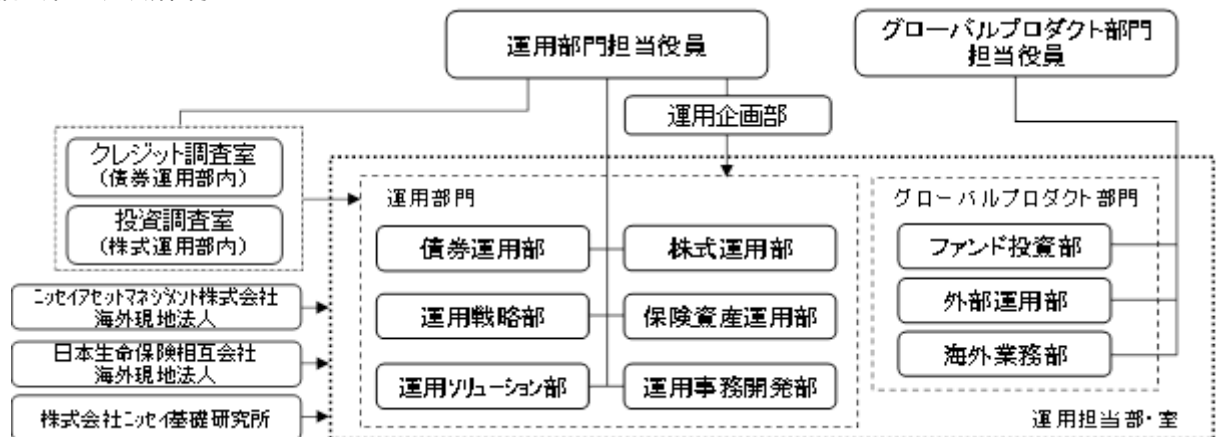 運用部門担当役員
グローバルプロダクト部門
担当役員
運用企画部
クレジット調査室
(債券運用部内)
投資調査室
(株式運用部内)
運用部門
債券運用部
株式運用部
運用戦略部
保険資産運用部
運用ソリューション部
運用事務開発部
グローバルプロダクト部門
ファンド投資部
外部運用部
海外業務部
ニッセイアセットマネジメント株式会社
海外現地法人
日本生命保険相互会社
海外現地法人
株式会社ニッセイ基礎研究所
運用担当部・室